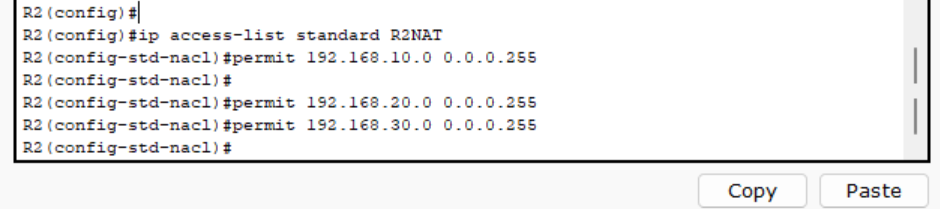 R2(config)#
R2(config)#ip access-list standard R2NAT
R2(config-std-nacl)#permit 192.168.10.0 0.0.0.255
R2(config-std-nacl)#
R2(config-std-nacl)#permit 192.168.20.0 0.0.0.255
R2(config-std-nacl)#permit 192.168.30.0 0.0.0.255
R2(config-std-nacl)#
Copy Paste